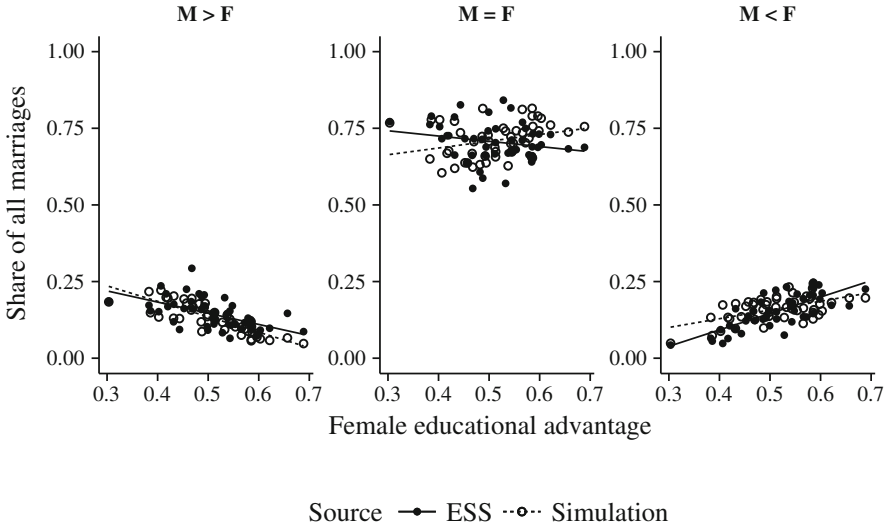 M > F M = F M < F
1.00 1.00 1.00
0.75 0.75 0.75
0.50 0.50 0.50
0.25 0.25 0.25
0.00 0.00 0.00
Share of all marriages
0.3 0.4 0.5 0.6 0.7 0.3 0.4 0.5 0.6 0.7 0.3 0.4 0.5 0.6 0.7
Female educational advantage
Source ESS Simulation